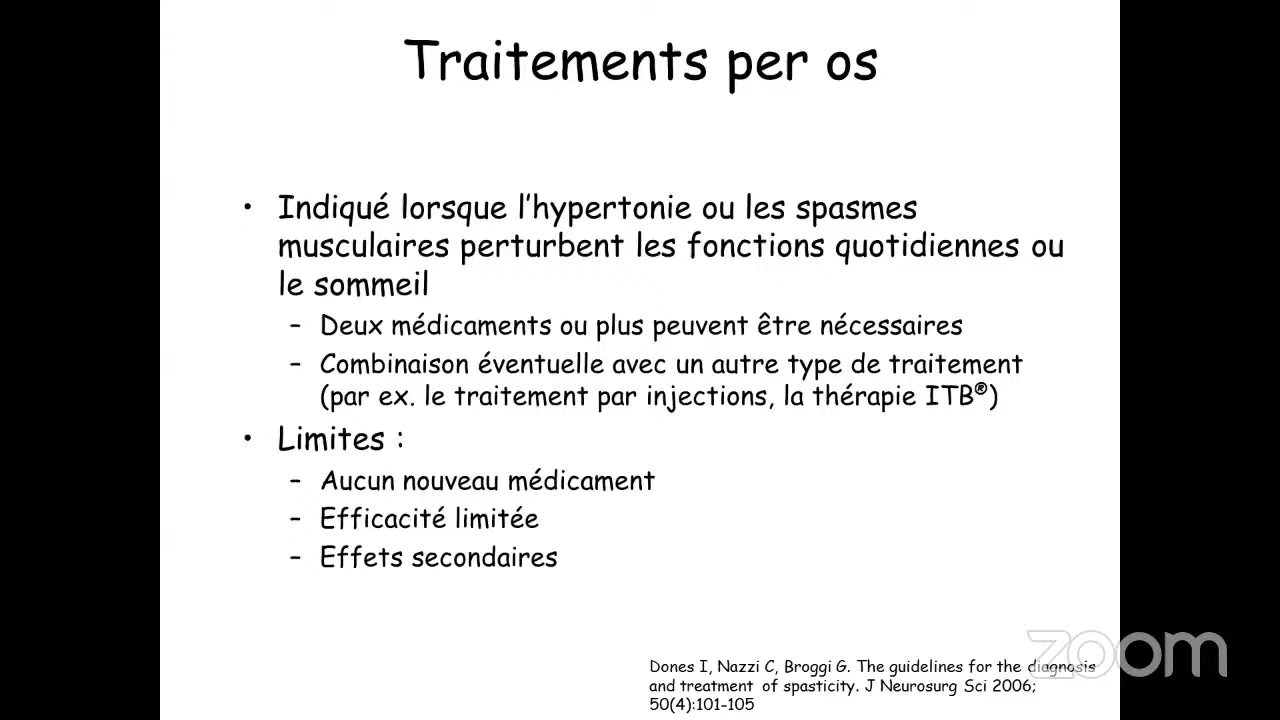 Traitements per os
• Indiqué lorsque l'hypertonie ou les spasmes
musculaires perturbent les fonctions quotidiennes ou
le sommeil
– Deux médicaments ou plus peuvent être nécessaires
– Combinaison éventuelle avec un autre type de traitement
(par ex. le traitement par injections, la thérapie ITB®)
• Limites :
– Aucun nouveau médicament
– Efficacité limitée
– Effets secondaires
Dones I, Nazzi C, Broggi G. The guidelines for the diagnosis
and treatment of spasticity. J Neurosurg Sci 2006;
50(4):101-105
zoom